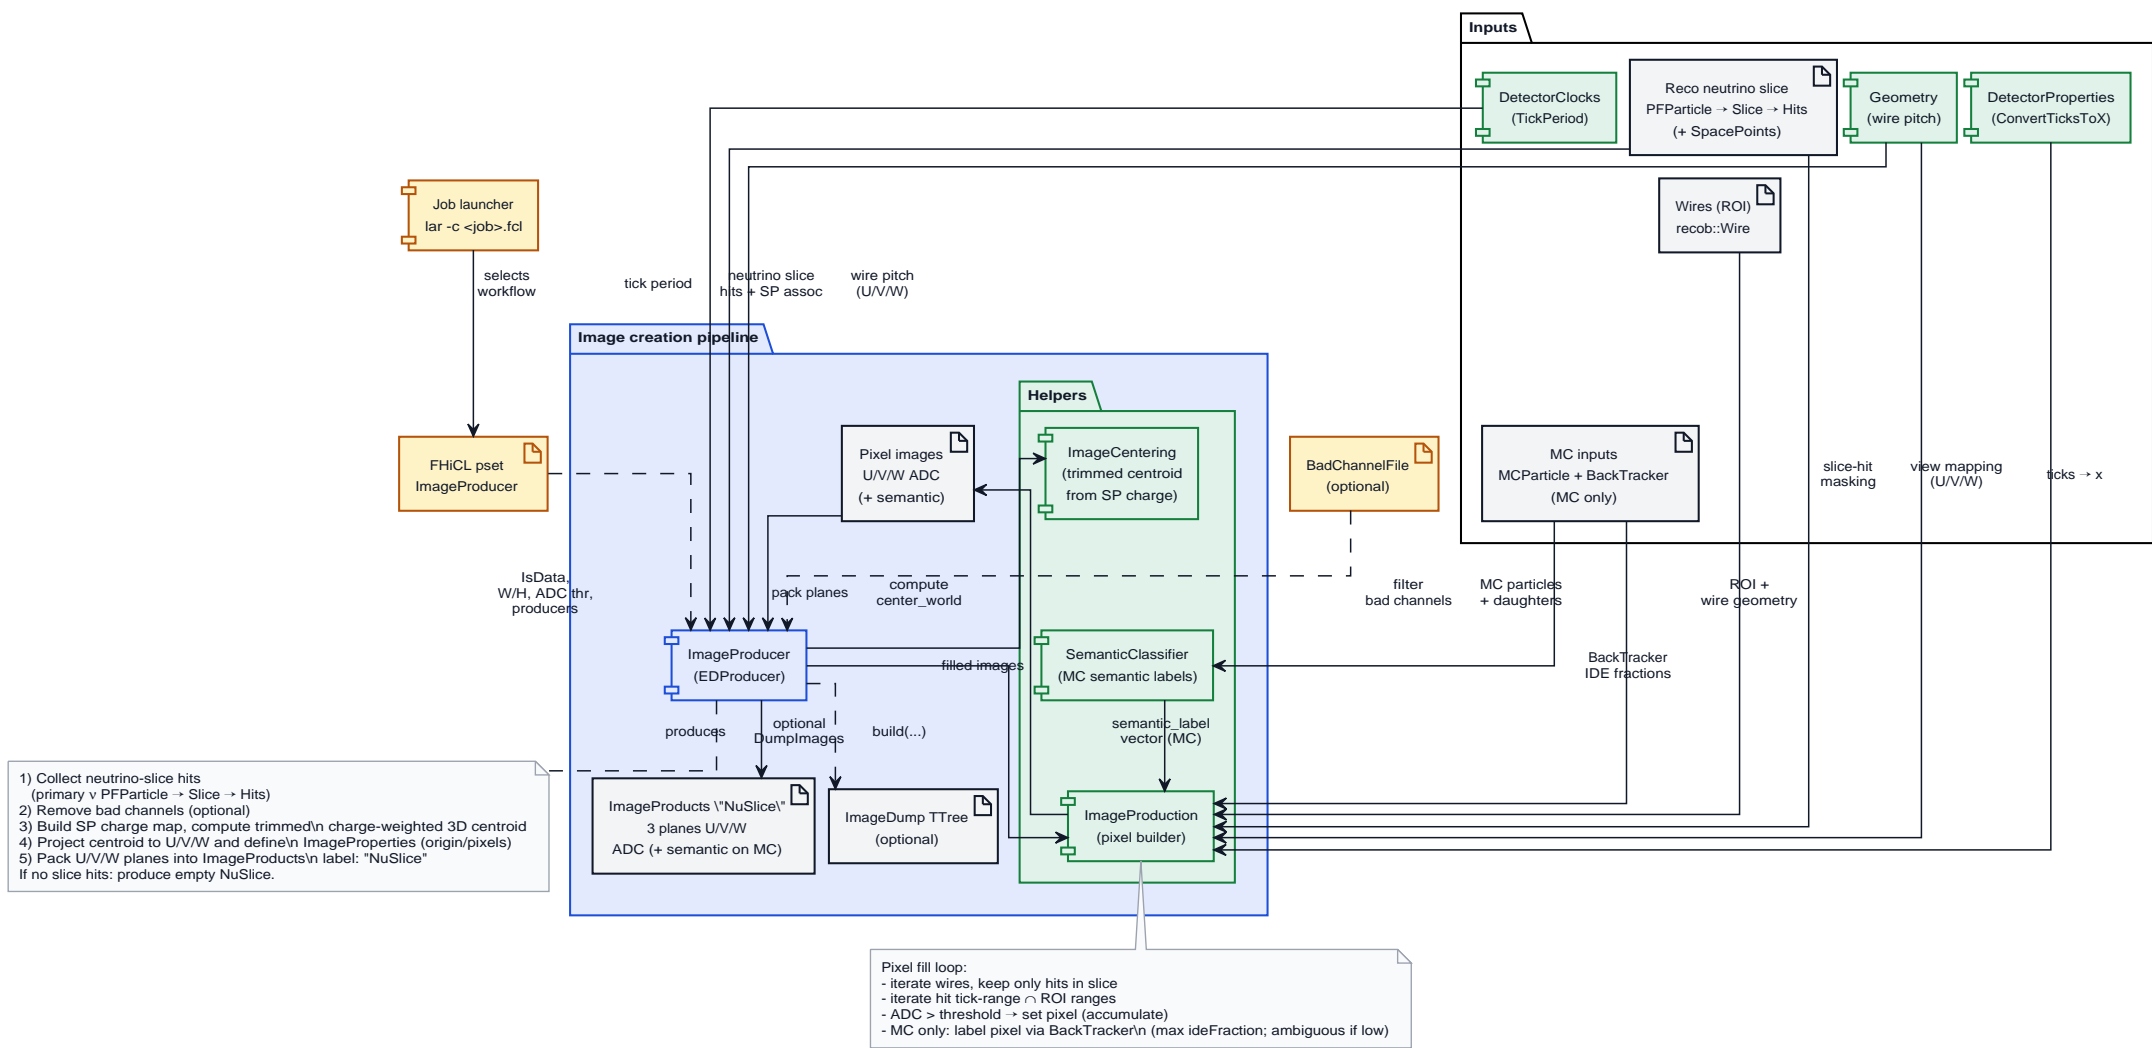 Inputs
DetectorClocks
(TickPeriod)
Reco neutrino slice
PFParticle → Slice → Hits
(+ SpacePoints)
Geometry
(wire pitch)
DetectorProperties
(ConvertTicksToX)
Wires (ROI)
recob::Wire
Job launcher
lar -c <job>.fcl
selects
workflow
tick period
neutrino slice
hits + SP assoc
wire pitch
(U/V/W)
Image creation pipeline
Helpers
FHiCL pset
ImageProducer
Pixel images
U/V/W ADC
(+ semantic)
ImageCentering
(trimmed centroid
from SP charge)
BadChannelFile
(optional)
MC inputs
MCParticle + BackTracker
(MC only)
slice-hit
masking
view mapping
(U/V/W)
ticks → x
IsData,
W/H, ADC thr,
producers
pack planes
compute
center_world
filter
bad channels
MC particles
+ daughters
ROI +
wire geometry
ImageProducer
(EDProducer)
filled images
SemanticClassifier
(MC semantic labels)
BackTracker
IDE fractions
produces
optional
DumpImages
build(...)
semantic_label
vector (MC)
1) Collect neutrino-slice hits
(primary ν PFParticle → Slice → Hits)
2) Remove bad channels (optional)
3) Build SP charge map, compute trimmed\n charge-weighted 3D centroid
4) Project centroid to U/V/W and define\n ImageProperties (origin/pixels)
5) Pack U/V/W planes into ImageProducts\n label: "NuSlice"
If no slice hits: produce empty NuSlice.
ImageProducts \"NuSlice\"
3 planes U/V/W
ADC (+ semantic on MC)
ImageDump TTree
(optional)
ImageProduction
(pixel builder)
Pixel fill loop:
- iterate wires, keep only hits in slice
- iterate hit tick-range ∩ ROI ranges
- ADC > threshold → set pixel (accumulate)
- MC only: label pixel via BackTracker\n (max ideFraction; ambiguous if low)